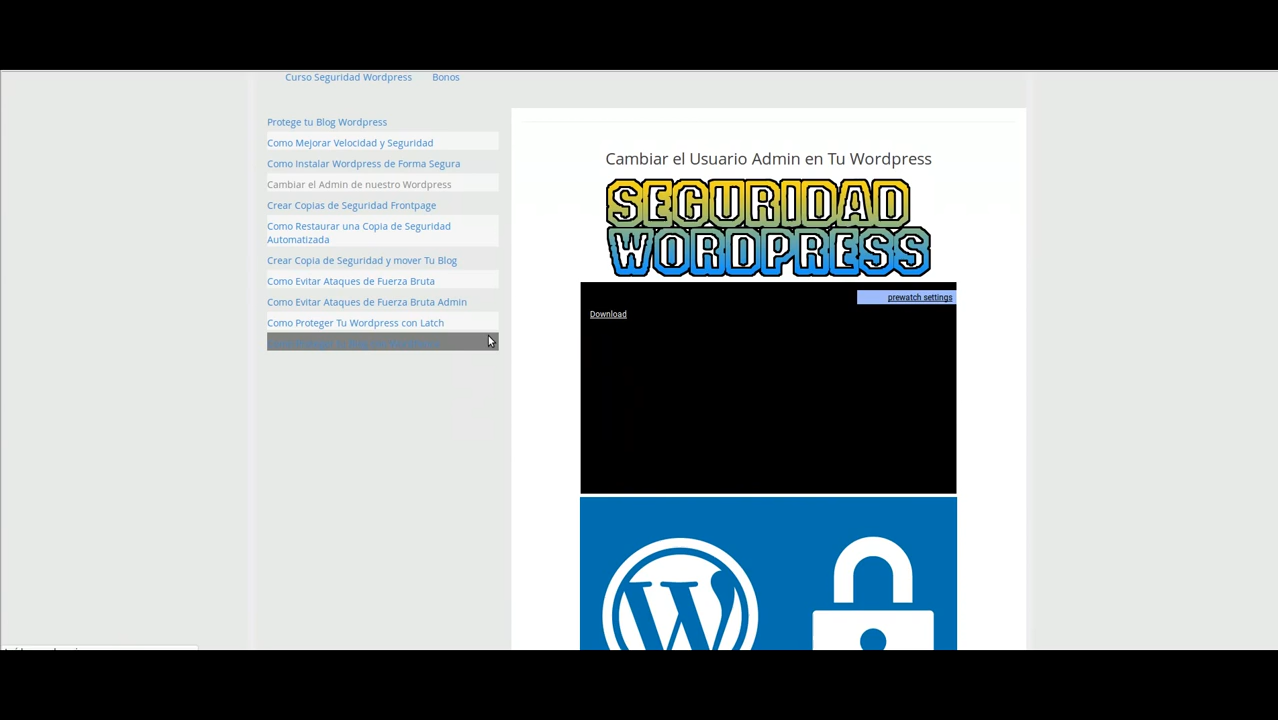 Curso Seguridad Wordpress Bonos
Protege tu Blog Wordpress
Como Mejorar Velocidad y Seguridad
Como Instalar Wordpress de Forma Segura
Cambiar el Admin de nuestro Wordpress
Crear Copias de Seguridad Frontpage
Como Restaurar una Copia de Seguridad
Automatizada
Crear Copia de Seguridad y mover Tu Blog
Como Evitar Ataques de Fuerza Bruta
Como Evitar Ataques de Fuerza Bruta Admin
Como Proteger Tu Wordpress con Latch
Cambiar el Usuario Admin en Tu Wordpress
SEGURIDAD
WORDPRESS
prewatch settings
Download